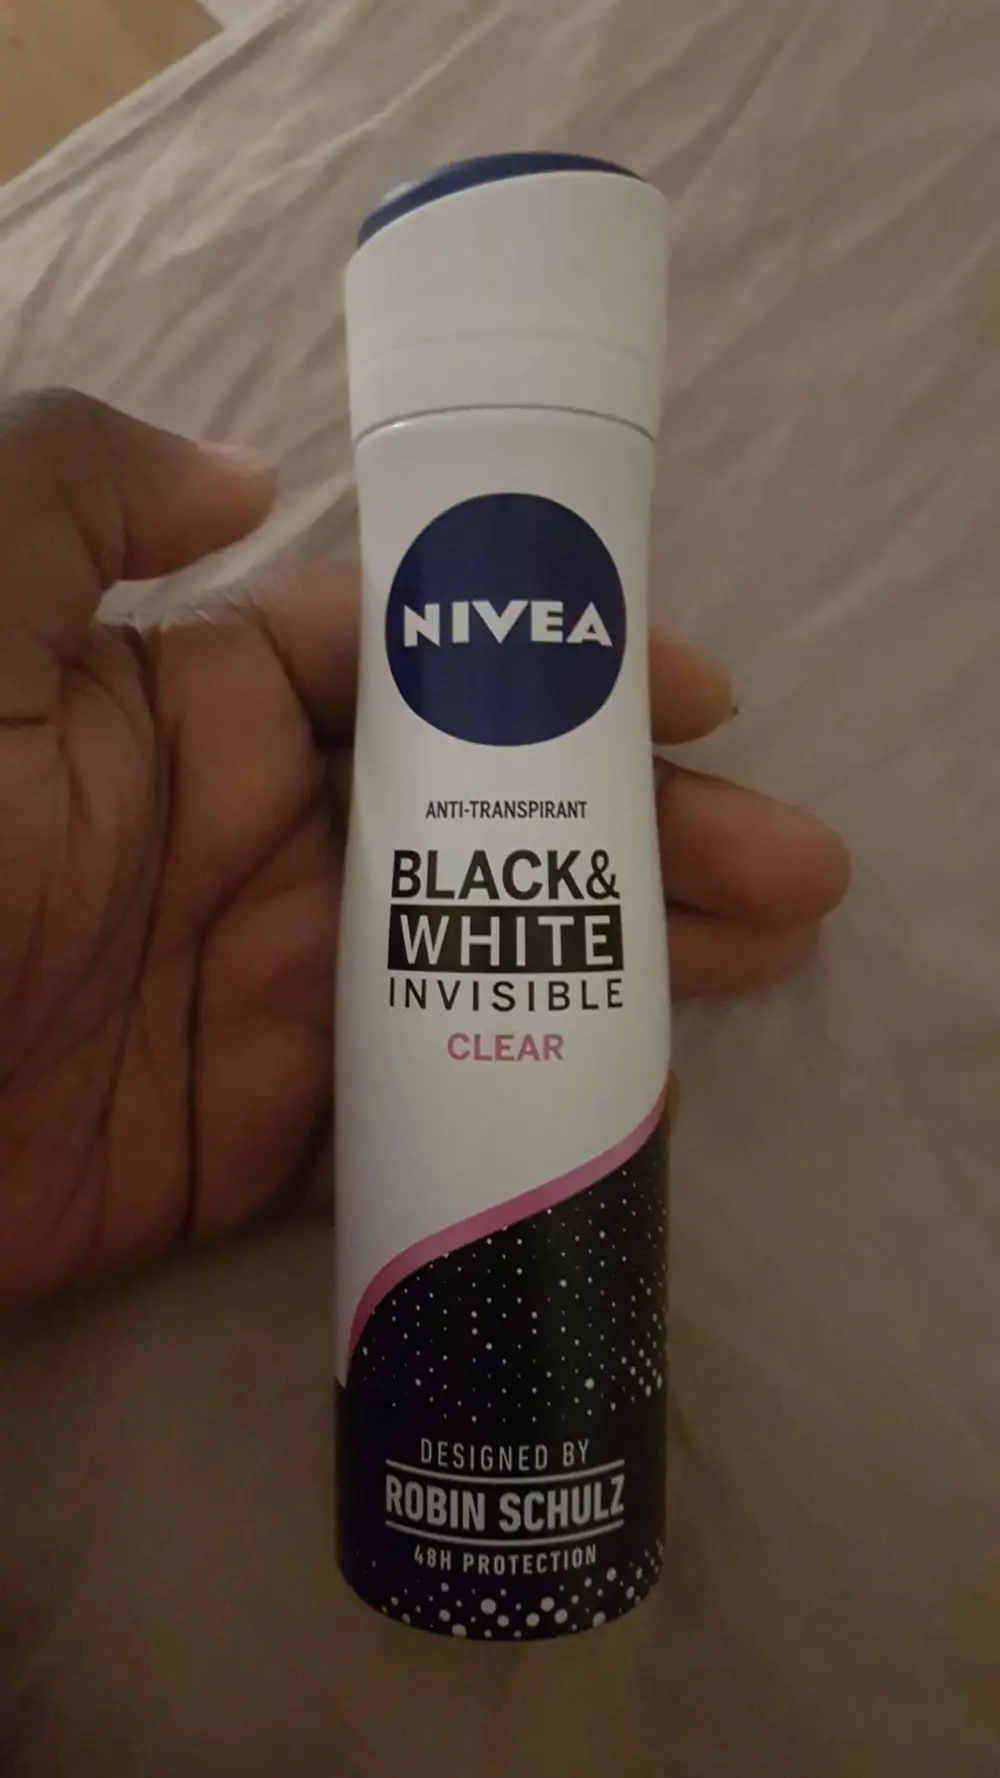 NIVEA
ANTI-TRANSPIRANT
BLACK&
WHITE
INVISIBLE
CLEAR
DESIGNED BY
ROBIN SCHULZ
48H PROTECTION